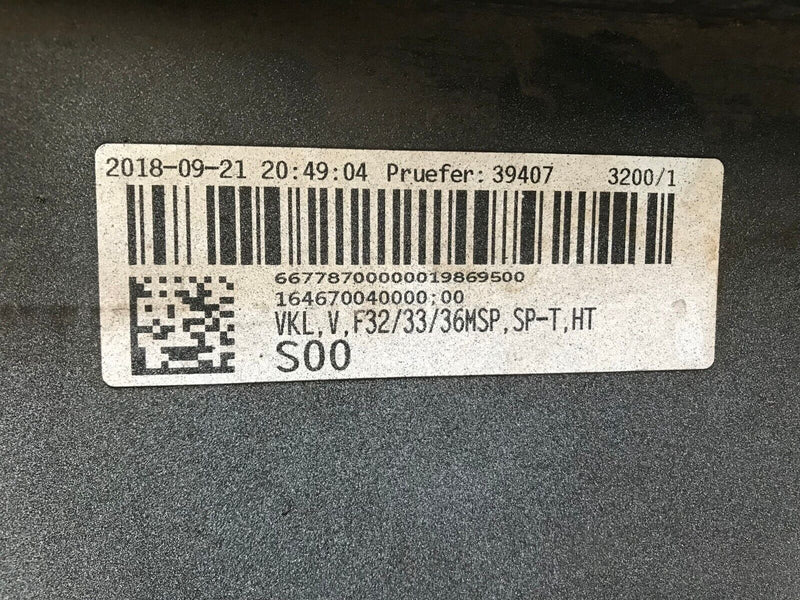 2018-09-21 20:49:04 Pruefer: 39407 3200/1
66778700000019869500
164670040000;00
VKL,V,F32/33/36MSP,SP-T,HT
S00